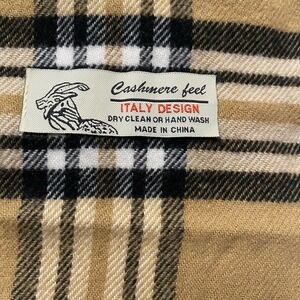 Cashmere feel
ITALY DESIGN
DRY CLEAN OR HAND WASH
MADE IN CHINA